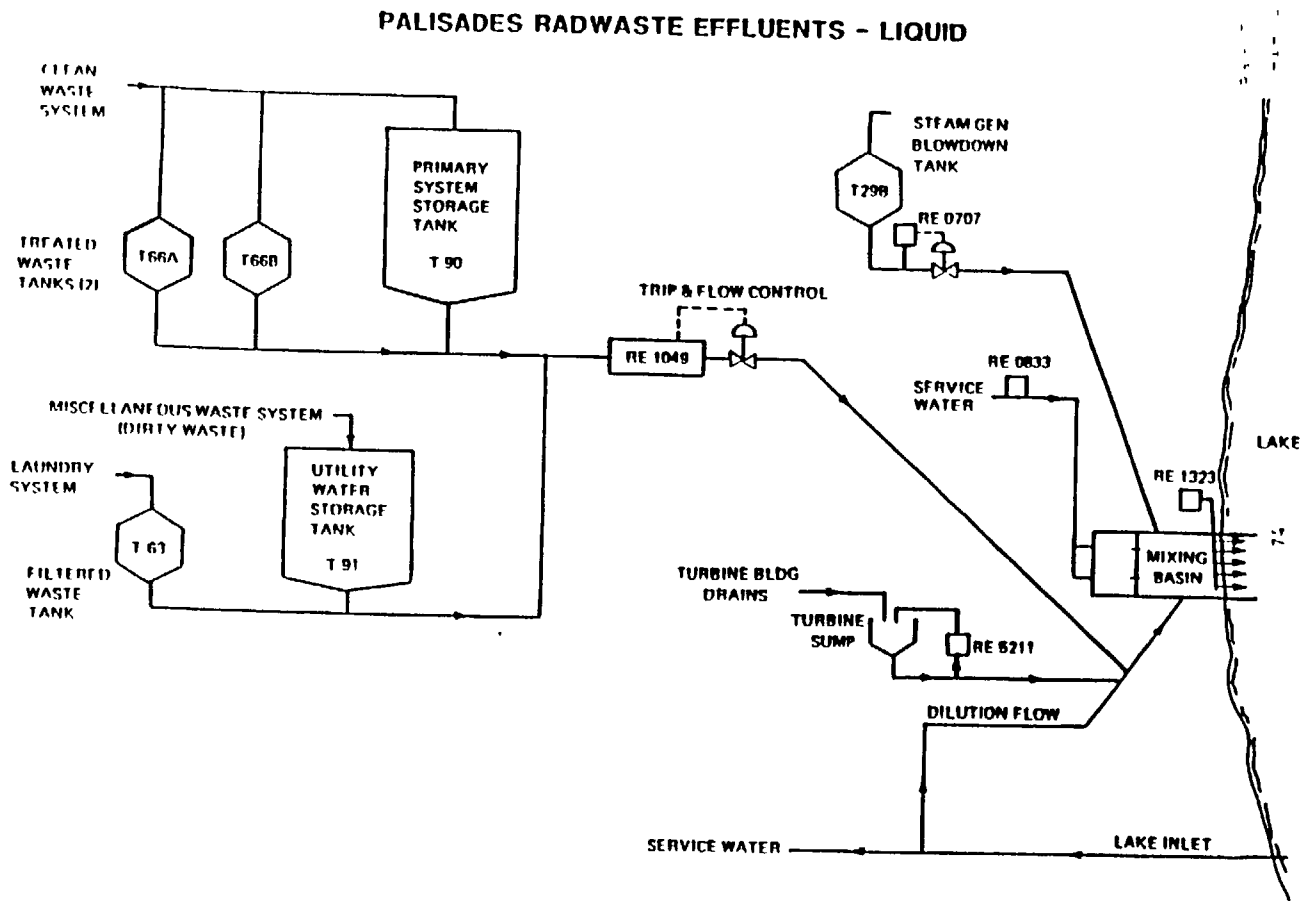 PALISADES RADWASTE EFFLUENTS - LIQUID
CLEAN
WASTE
SYSTEM
PRIMARY
SYSTEM
STORAGE
TANK
T 90
TREATED
WASTE
TANKS (2)
T66A
T66B
STEAM GEN
BLOWDOWN
TANK
T29B
RE 0707
TRIP & FLOW CONTROL
RE 1049
RE 0833
SERVICE
WATER
LAKE
RE 1323
MIXING
BASIN
MISCELLANEOUS WASTE SYSTEM
(DIRTY WASTE)
LAUNDRY
SYSTEM
UTILITY
WATER
STORAGE
TANK
T 91
T 63
FILTERED
WASTE
TANK
TURBINE BLDG
DRAINS
TURBINE
SUMP
RE 5211
DILUTION FLOW
SERVICE WATER
LAKE INLET